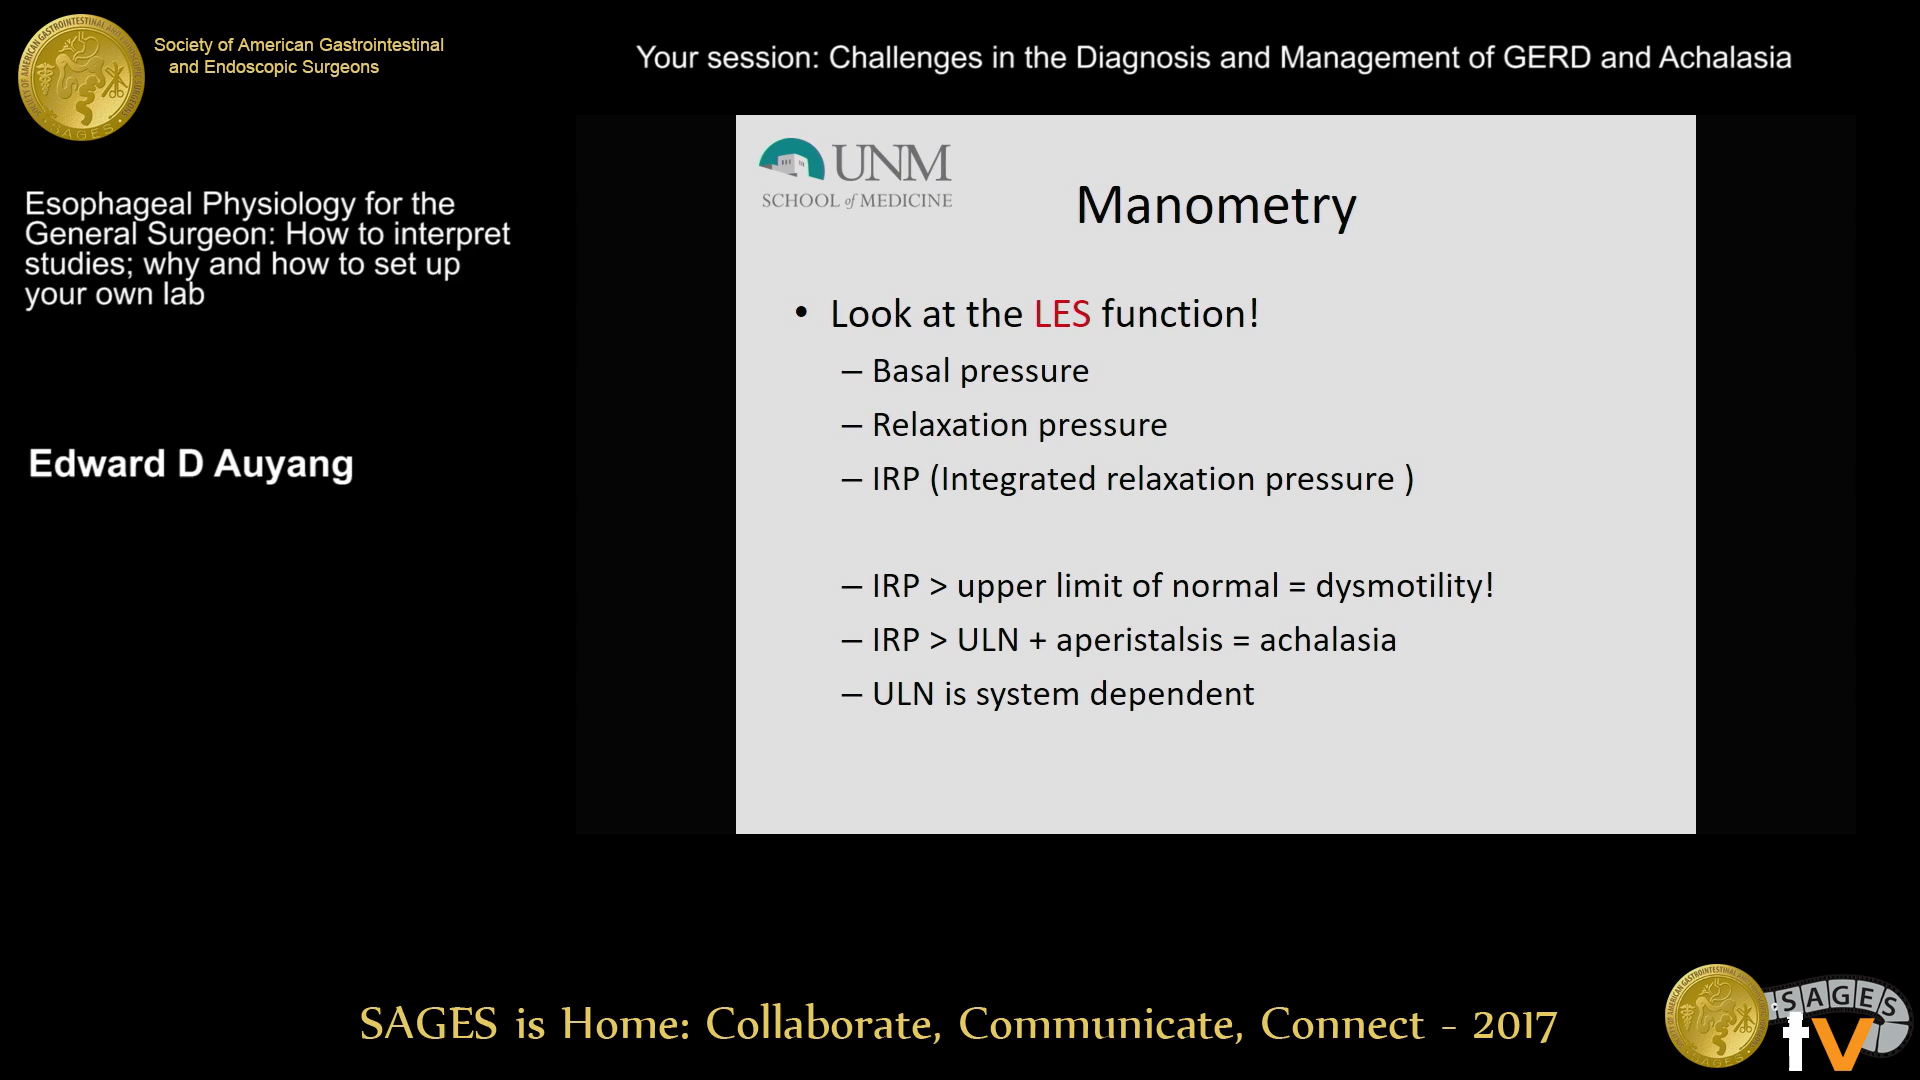 Society of American Gastrointestinal
and Endoscopic Surgeons
Your session: Challenges in the Diagnosis and Management of GERD and Achalasia
Esophageal Physiology for the
General Surgeon: How to interpret
studies; why and how to set up
your own lab
Edward D Auyang
UNM
SCHOOL of MEDICINE
Manometry
• Look at the LES function!
– Basal pressure
– Relaxation pressure
– IRP (Integrated relaxation pressure )
– IRP > upper limit of normal = dysmotility!
– IRP > ULN + aperistalsis = achalasia
– ULN is system dependent
SAGES is Home: Collaborate, Communicate, Connect - 2017
SAGES
tv